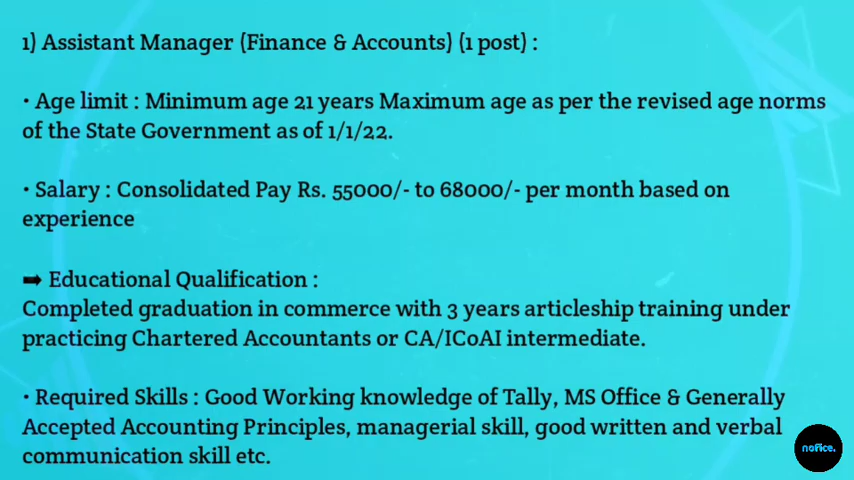 1) Assistant Manager (Finance & Accounts) (1 post) :
• Age limit : Minimum age 21 years Maximum age as per the revised age norms
of the State Government as of 1/1/22.
• Salary : Consolidated Pay Rs. 55000/- to 68000/- per month based on
experience
➡ Educational Qualification :
Completed graduation in commerce with 3 years articleship training under
practicing Chartered Accountants or CA/ICoAI intermediate.
• Required Skills : Good Working knowledge of Tally, MS Office & Generally
Accepted Accounting Principles, managerial skill, good written and verbal
communication skill etc.
nofice.